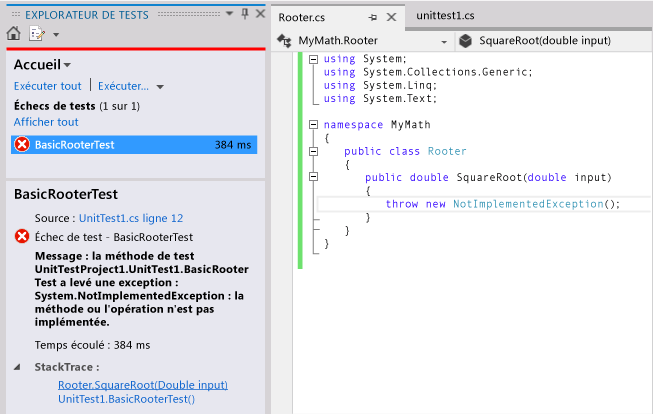 EXPLORATEUR DE TESTS
Accueil
Exécuter tout | Exécuter...
Échecs de tests (1 sur 1)
Afficher tout
BasicRooterTest 384 ms
BasicRooterTest
Source : UnitTest1.cs ligne 12
Échec de test - BasicRooterTest
Message : la méthode de test
UnitTestProject1.UnitTest1.BasicRooter
Test a levé une exception :
System.NotImplementedException : la
méthode ou l'opération n'est pas
implémentée.
Temps écoulé : 384 ms
StackTrace :
Rooter.SquareRoot(Double input)
UnitTest1.BasicRooterTest()
Rooter.cs unittest1.cs
MyMath.Rooter SquareRoot(double input)
using System;
using System.Collections.Generic;
using System.Linq;
using System.Text;
namespace MyMath
{
public class Rooter
{
public double SquareRoot(double input)
{
throw new NotImplementedException();
}
}
}